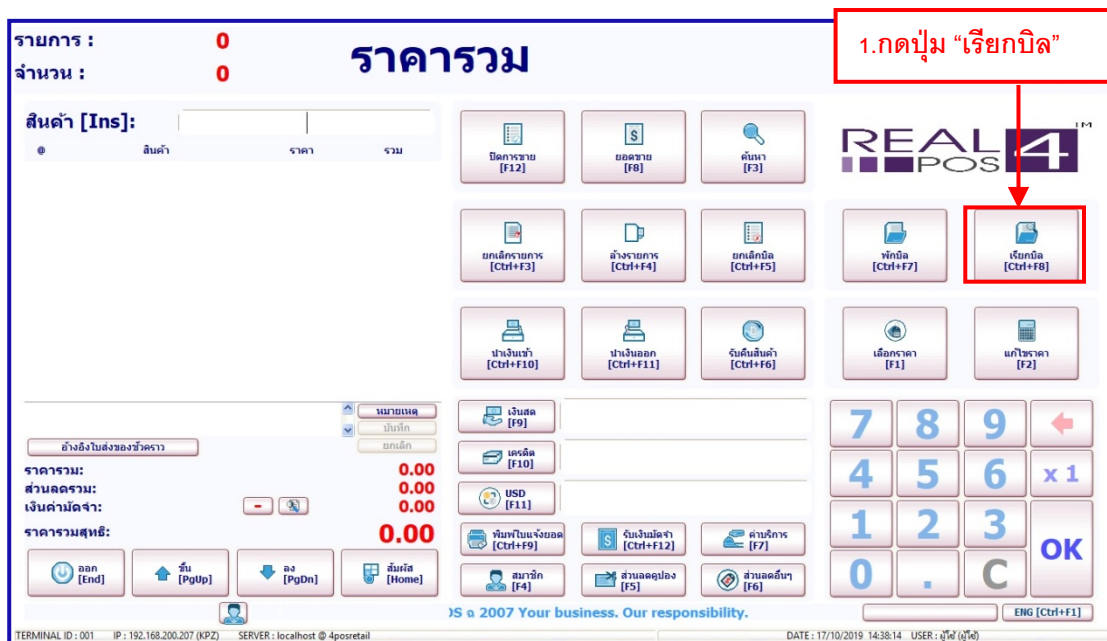 รายการ : 0
จำนวน : 0
ราคารวม
1.กดปุ่ม “เรียกบิล”
สินค้า [Ins]:
@ สินค้า ราคา รวม
ปิดการขาย
[F12]
ยอดขาย
[F8]
ค้นหา
[F3]
REAL
POS
4
TM
ยกเลิกรายการ
[Ctrl+F3]
ล้างรายการ
[Ctrl+F4]
ยกเลิกบิล
[Ctrl+F5]
พักบิล
[Ctrl+F7]
เรียกบิล
[Ctrl+F8]
นำเงินเข้า
[Ctrl+F10]
นำเงินออก
[Ctrl+F11]
รับคืนสินค้า
[Ctrl+F6]
เลือกราคา
[F1]
แก้ไขราคา
[F2]
หมายเหตุ
บันทึก
ยกเลิก
อ้างอิงใบส่งของชั่วคราว
ราคารวม: 0.00
ส่วนลดรวม: 0.00
เงินค่ามัดจำ: - 0.00
ราคารวมสุทธิ: 0.00
เงินสด
[F9]
เครดิต
[F10]
USD
[F11]
7 8 9
4 5 6 x 1
1 2 3 OK
0 . C
พิมพ์ใบแจ้งยอด
[Ctrl+F9]
รับเงินมัดจำ
[Ctrl+F12]
ค่าบริการ
[F7]
ออก
[End]
ขึ้น
[PgUp]
ลง
[PgDn]
สัมผัส
[Home]
สมาชิก
[F4]
ส่วนลดคูปอง
[F5]
ส่วนลดอื่นๆ
[F6]
2007 Your business. Our responsibility.
ENG [Ctrl+F1]
TERMINAL ID : 001 IP : 192.168.200.207 (KPZ) SERVER : localhost @ 4posretail DATE : 17/10/2019 14:38:14 USER : ผู้ใช้ (ผู้ใช้)